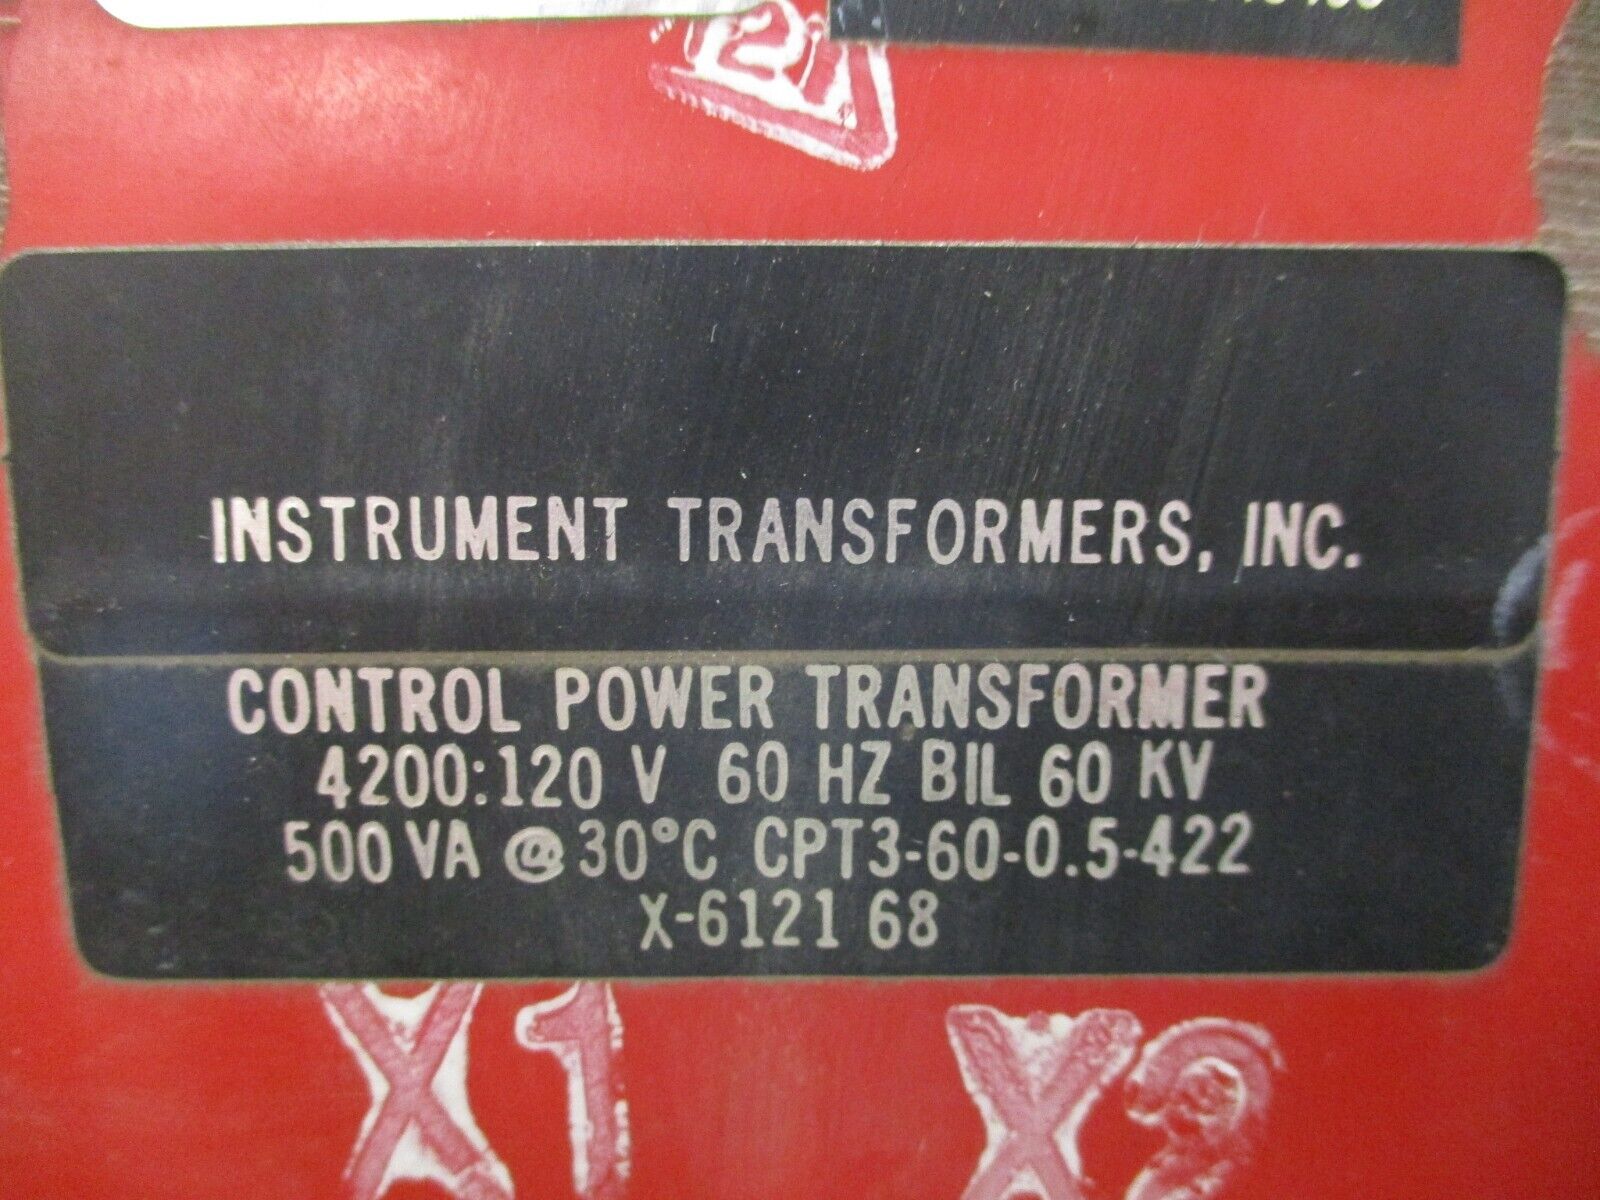 INSTRUMENT TRANSFORMERS, INC.
CONTROL POWER TRANSFORMER
4200:120 V 60 HZ BIL 60 KV
500 VA @ 30°C CPT3-60-0.5-422
X-6121 68
X1 X2